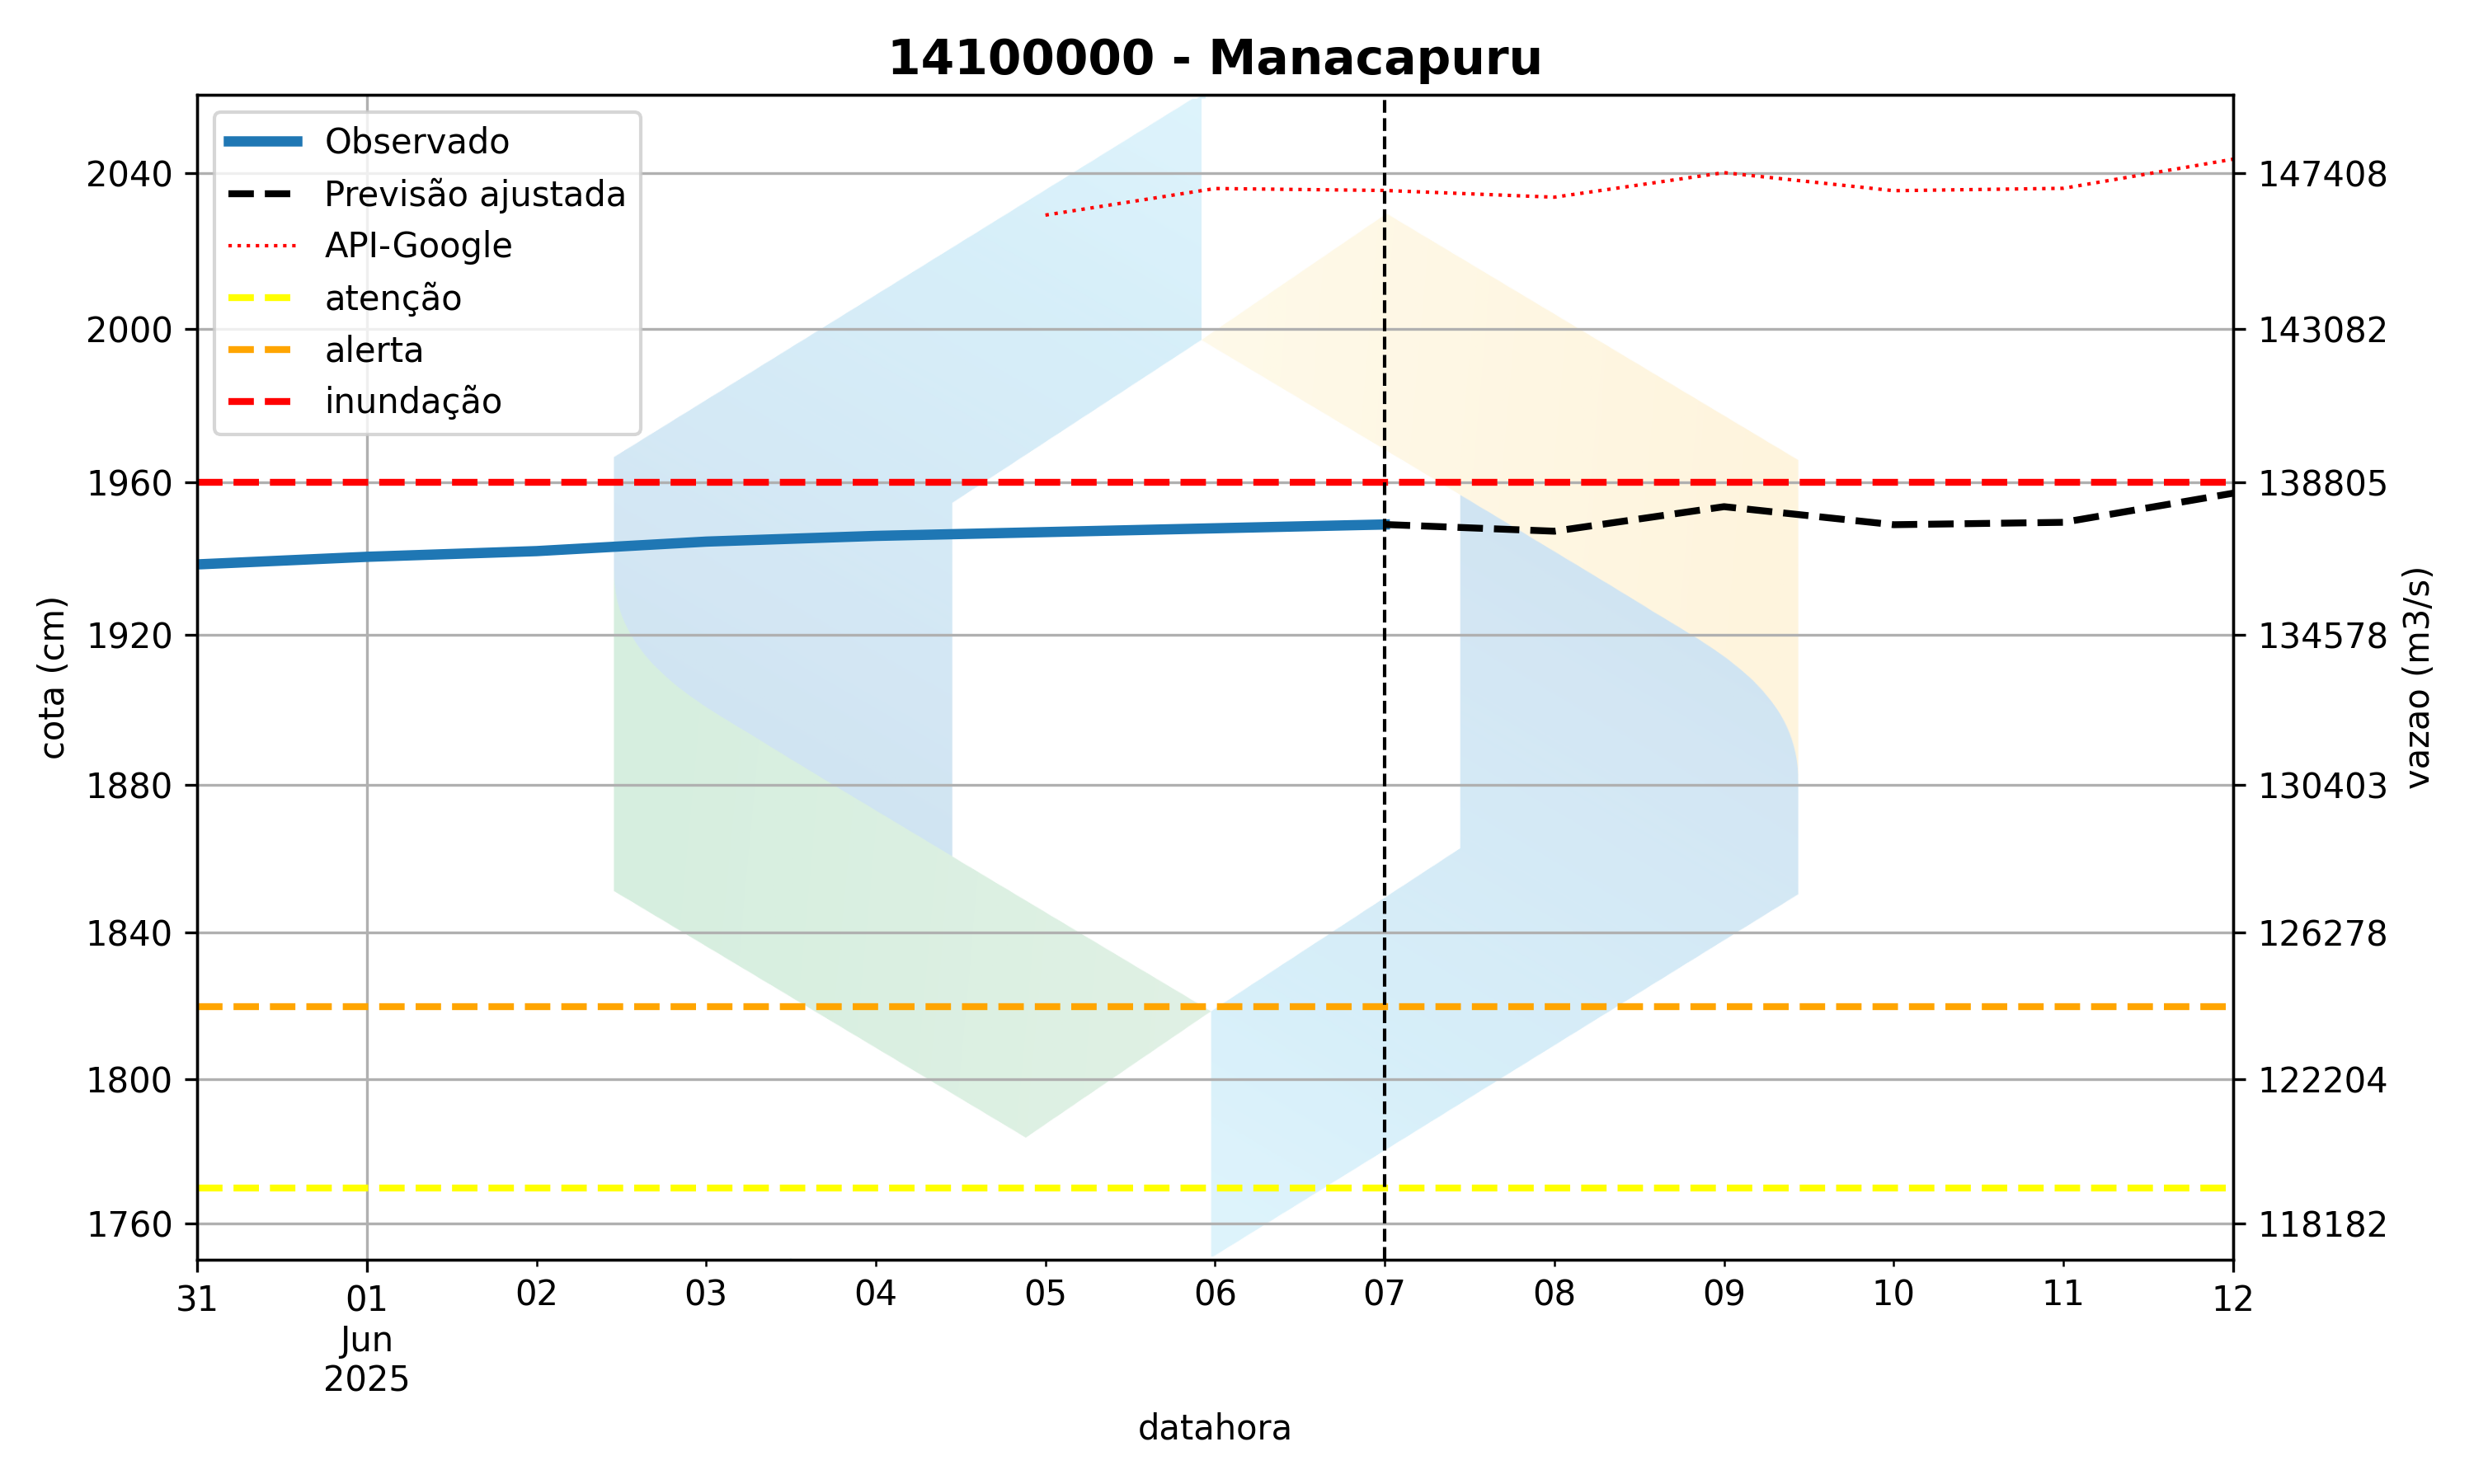 14100000 - Manacapuru
Observado
Previsão ajustada
API-Google
atenção
alerta
inundação
2040
2000
1960
1920
1880
1840
1800
1760
cota (cm)
147408
143082
138805
134578
130403
126278
122204
118182
vazao (m3/s)
31 01 02 03 04 05 06 07 08 09 10 11 12
Jun
2025
datahora